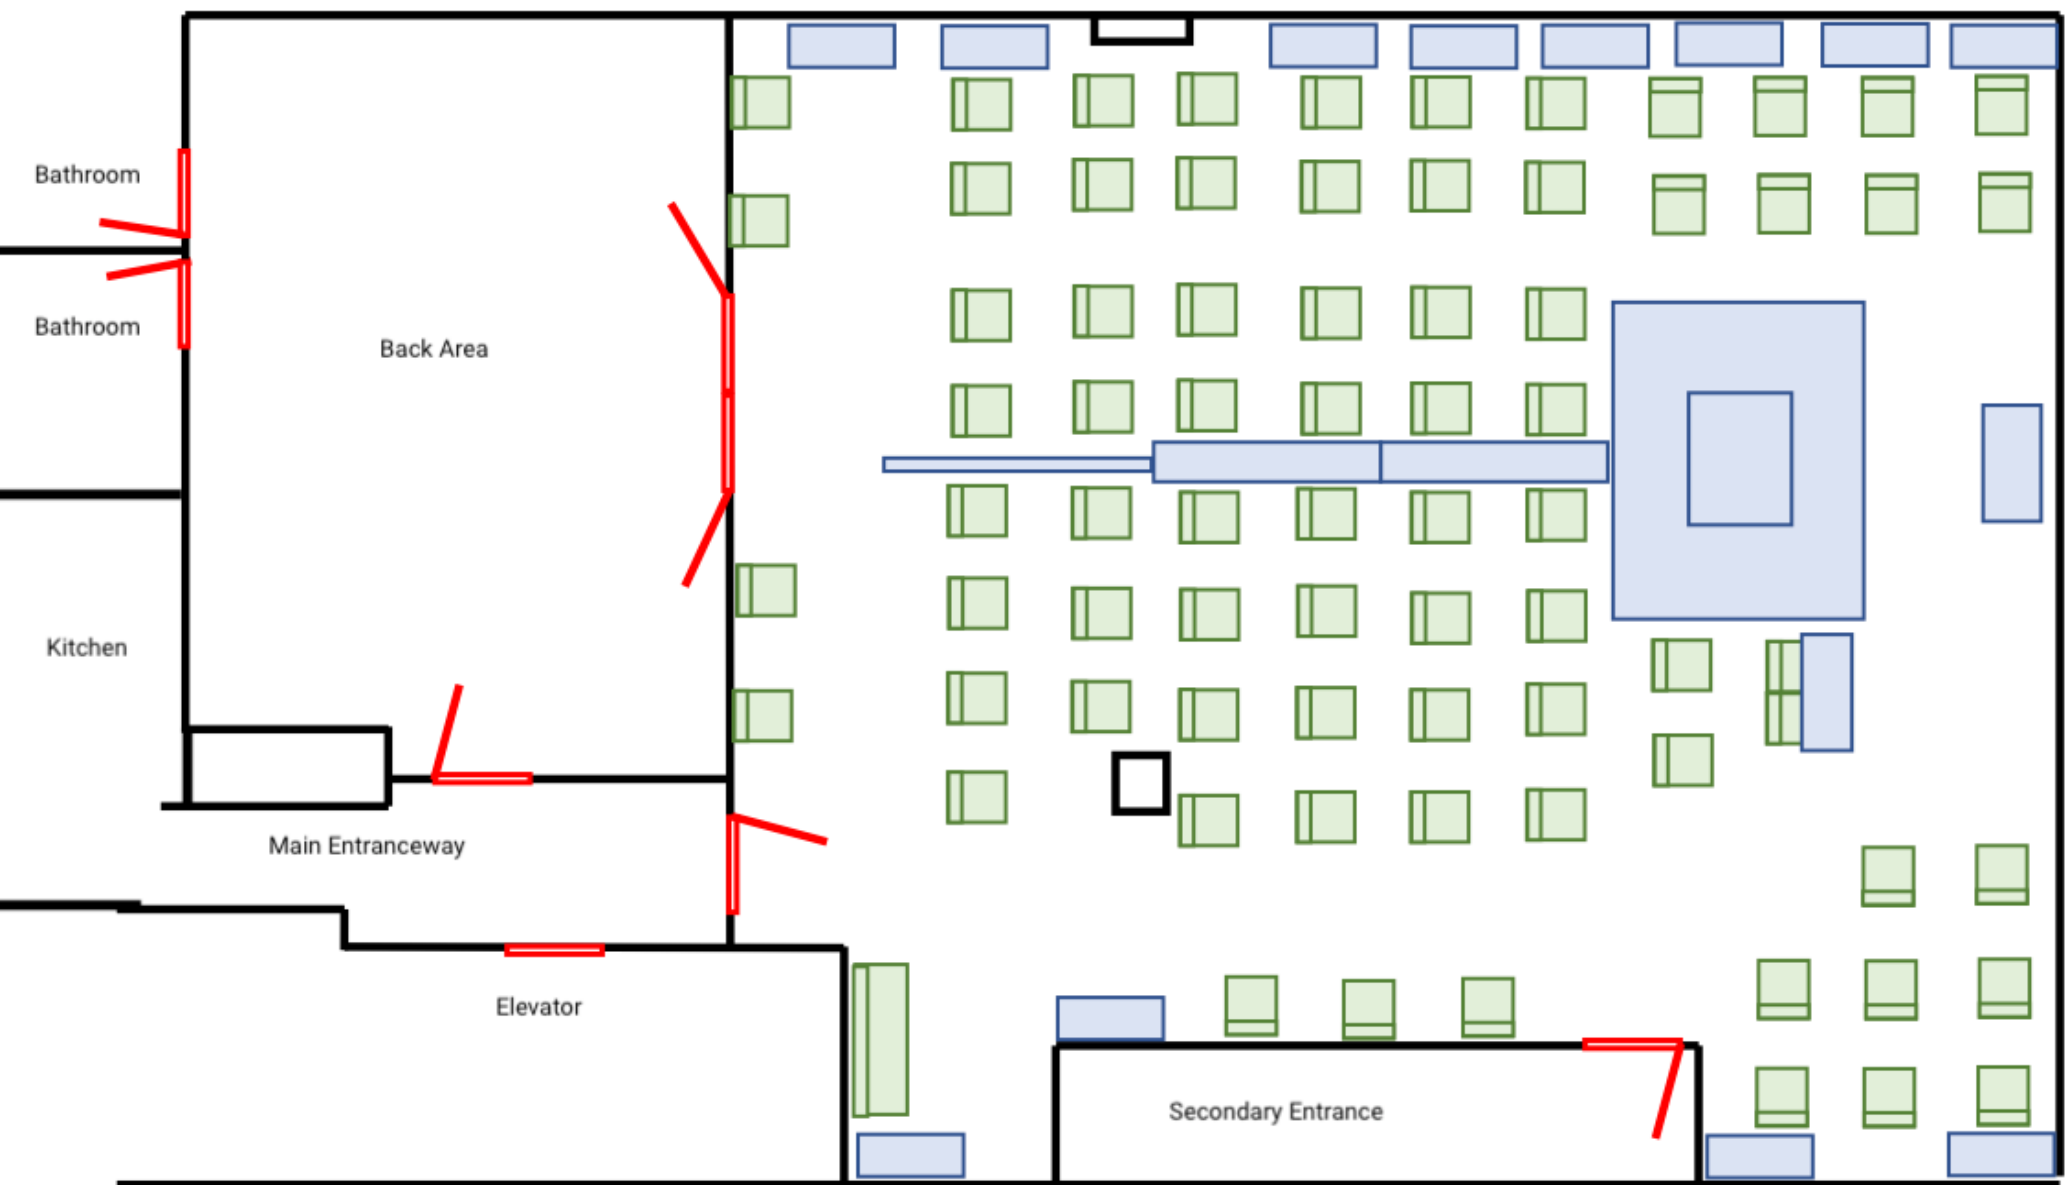 Bathroom
Bathroom
Back Area
Kitchen
Main Entranceway
Elevator
Secondary Entrance